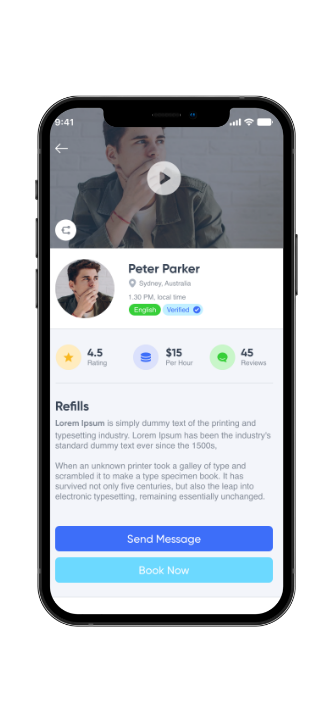 9:41
Peter Parker
Sydney, Australia
1.30 PM, local time
English Verified
4.5 $15 45
Rating Per Hour Reviews
Refills
Lorem Ipsum is simply dummy text of the printing and
typesetting industry. Lorem Ipsum has been the industry's
standard dummy text ever since the 1500s,
When an unknown printer took a galley of type and
scrambled it to make a type specimen book. It has
survived not only five centuries, but also the leap into
electronic typesetting, remaining essentially unchanged.
Send Message
Book Now